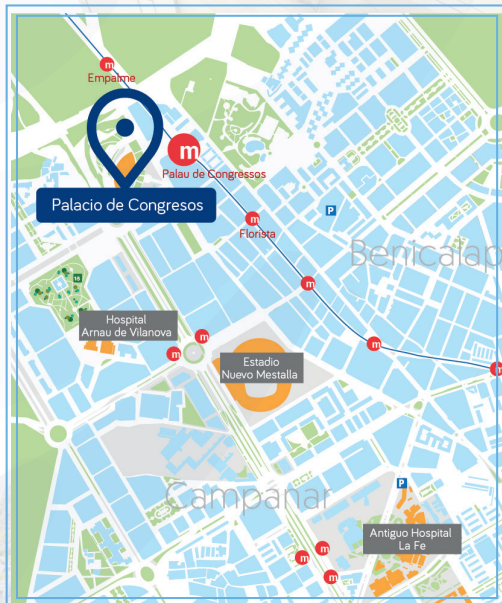 m
Empalme
m
Palau de Congressos
Palacio de Congresos
P
m
Florista
Benicalap
m
16
Hospital
Arnau de Vilanova
m
m
m
Estadio
Nuevo Mestalla
m
Campanar
P
Antiguo Hospital
La Fe
m
m
m